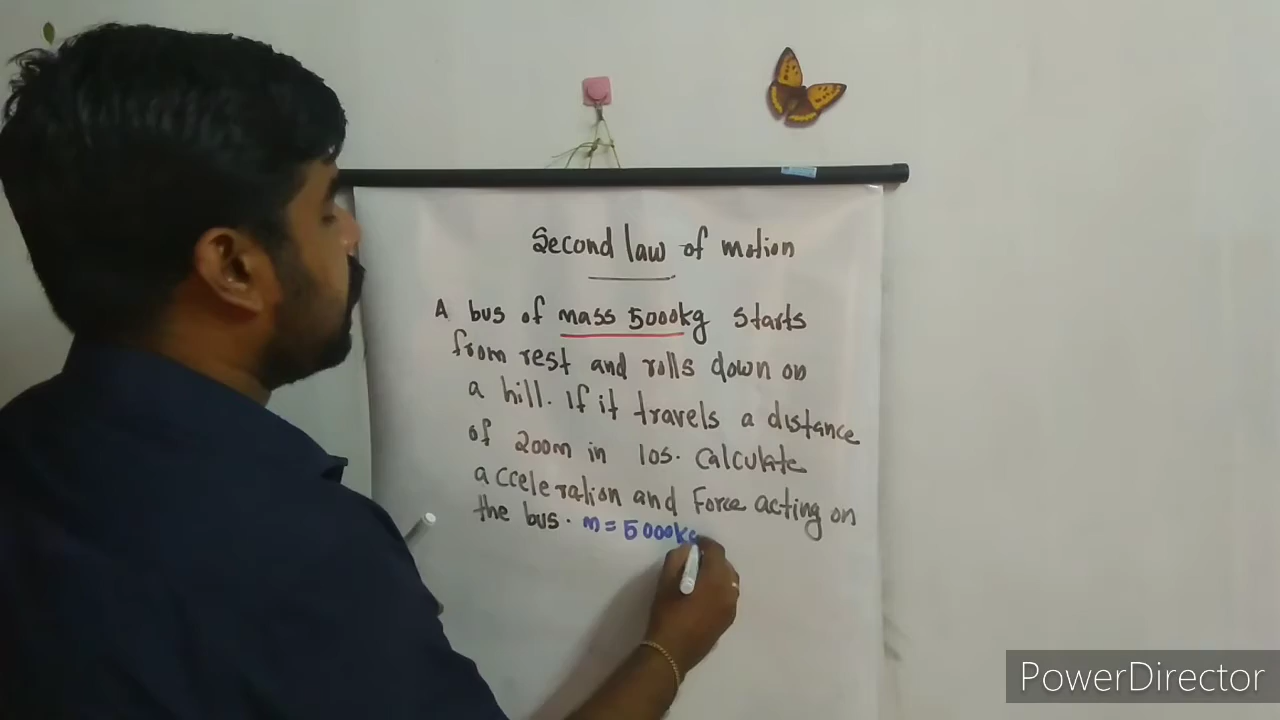 Second law of motion
A bus of mass 5000kg starts
from rest and rolls down on
a hill. If it travels a distance
of 200m in 10s. Calculate
acceleration and Force acting on
the bus. m = 5000kg
PowerDirector